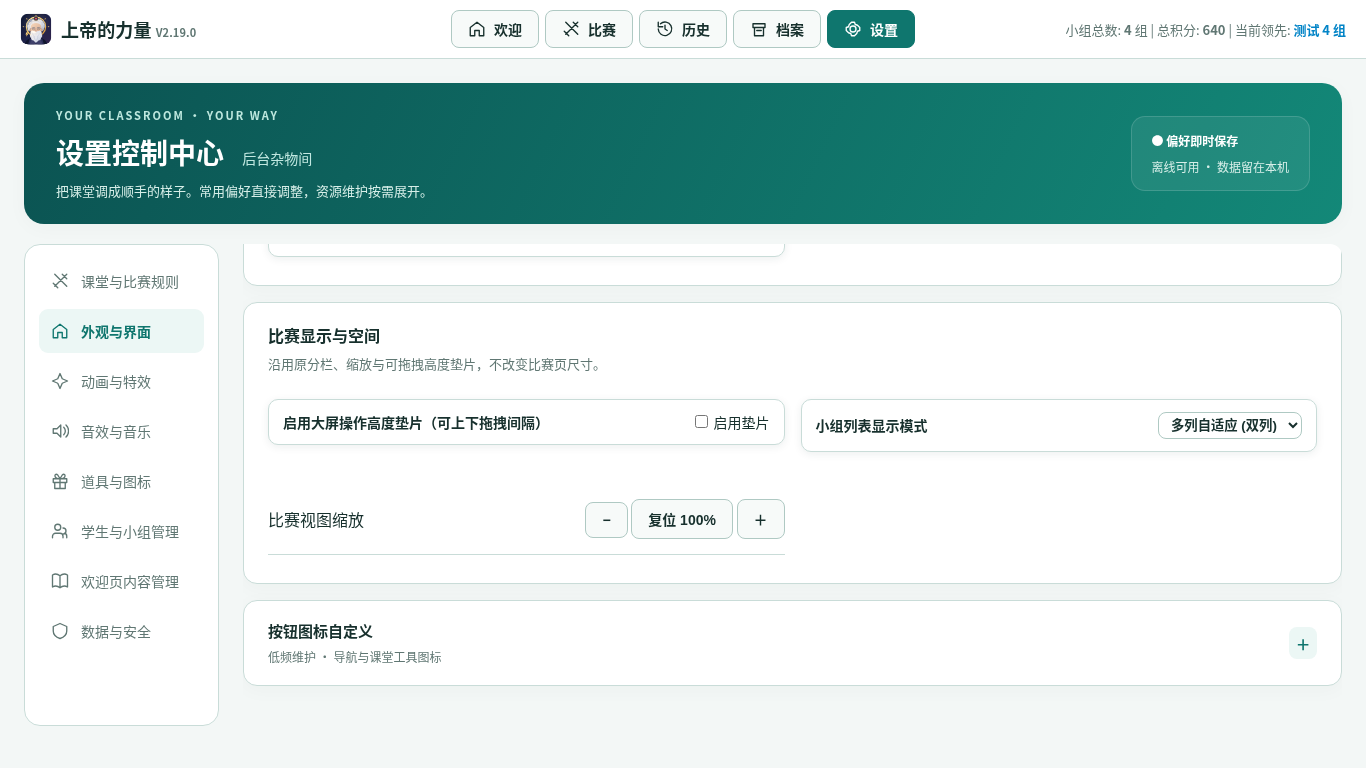 上帝的力量 V2.19.0
欢迎
比赛
历史
档案
设置
小组总数: 4 组 | 总积分: 640 | 当前领先: 测试 4 组
YOUR CLASSROOM • YOUR WAY
设置控制中心 后台杂物间
把课堂调成顺手的样子。常用偏好直接调整，资源维护按需展开。
偏好即时保存
离线可用 • 数据留在本机
课堂与比赛规则
外观与界面
动画与特效
音效与音乐
道具与图标
学生与小组管理
欢迎页内容管理
数据与安全
比赛显示与空间
沿用原分栏、缩放与可拖拽高度垫片，不改变比赛页尺寸。
启用大屏操作高度垫片（可上下拖拽间隔）
启用垫片
小组列表显示模式
多列自适应 (双列)
比赛视图缩放
−
复位 100%
+
按钮图标自定义
低频维护 • 导航与课堂工具图标
+